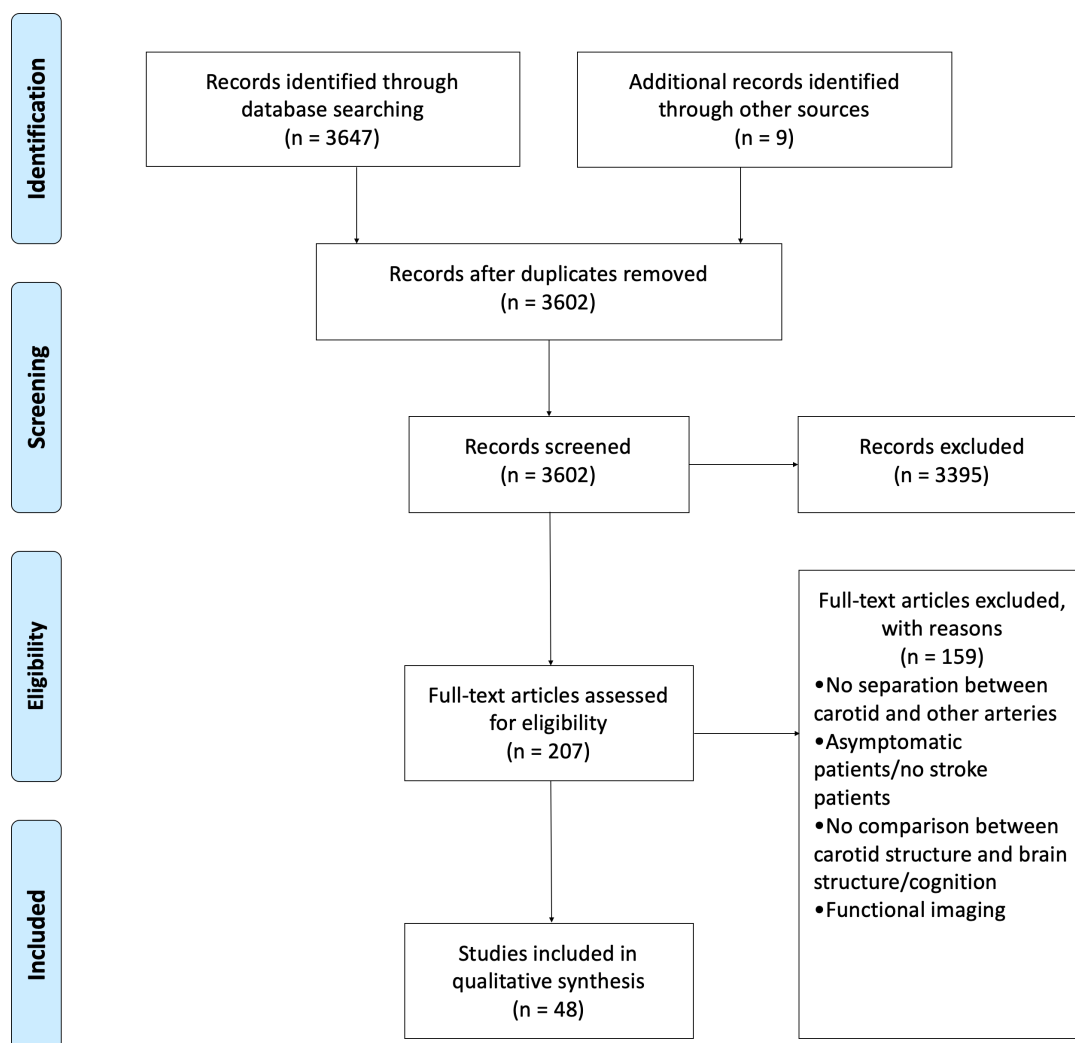 Identification
Records identified through
database searching
(n = 3647)
Additional records identified
through other sources
(n = 9)
Records after duplicates removed
(n = 3602)
Screening
Records screened
(n = 3602)
Records excluded
(n = 3395)
Eligibility
Full-text articles assessed
for eligibility
(n = 207)
Full-text articles excluded,
with reasons
(n = 159)
•No separation between
carotid and other arteries
•Asymptomatic
patients/no stroke
patients
•No comparison between
carotid structure and brain
structure/cognition
•Functional imaging
Included
Studies included in
qualitative synthesis
(n = 48)